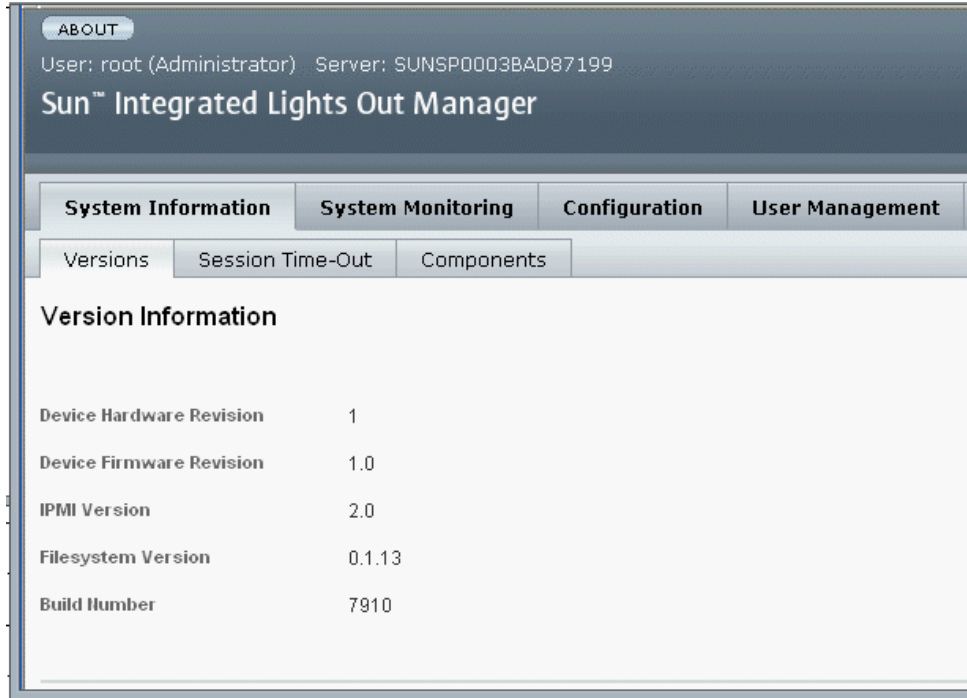 ABOUT
User: root (Administrator) Server: SUNSP0003BAD87199
Sun™ Integrated Lights Out Manager
System Information System Monitoring Configuration User Management
Versions Session Time-Out Components
Version Information
Device Hardware Revision 1
Device Firmware Revision 1.0
IPMI Version 2.0
Filesystem Version 0.1.13
Build Number 7910